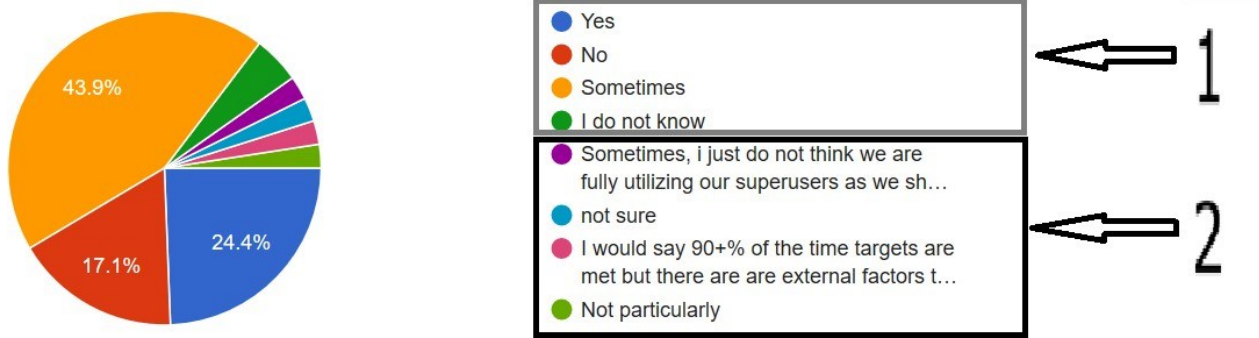 43.9%
17.1%
24.4%
Yes
No
Sometimes
I do not know
Sometimes, i just do not think we are
fully utilizing our superusers as we sh…
not sure
I would say 90+% of the time targets are
met but there are are external factors t…
Not particularly
1
2